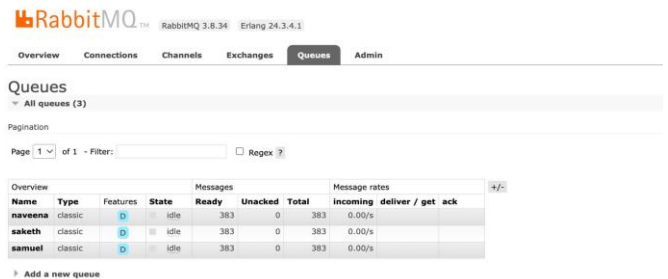 RabbitMQ TM RabbitMQ 3.8.34 Erlang 24.3.4.1
Overview Connections Channels Exchanges Queues Admin
Queues
All queues (3)
Pagination
Page 1 of 1 - Filter: Regex ?
Overview Messages Message rates +/-
Name Type Features State Ready Unacked Total incoming deliver / get ack
naveena classic D idle 383 0 383 0.00/s
saketh classic D idle 383 0 383 0.00/s
samuel classic D idle 383 0 383 0.00/s
Add a new queue